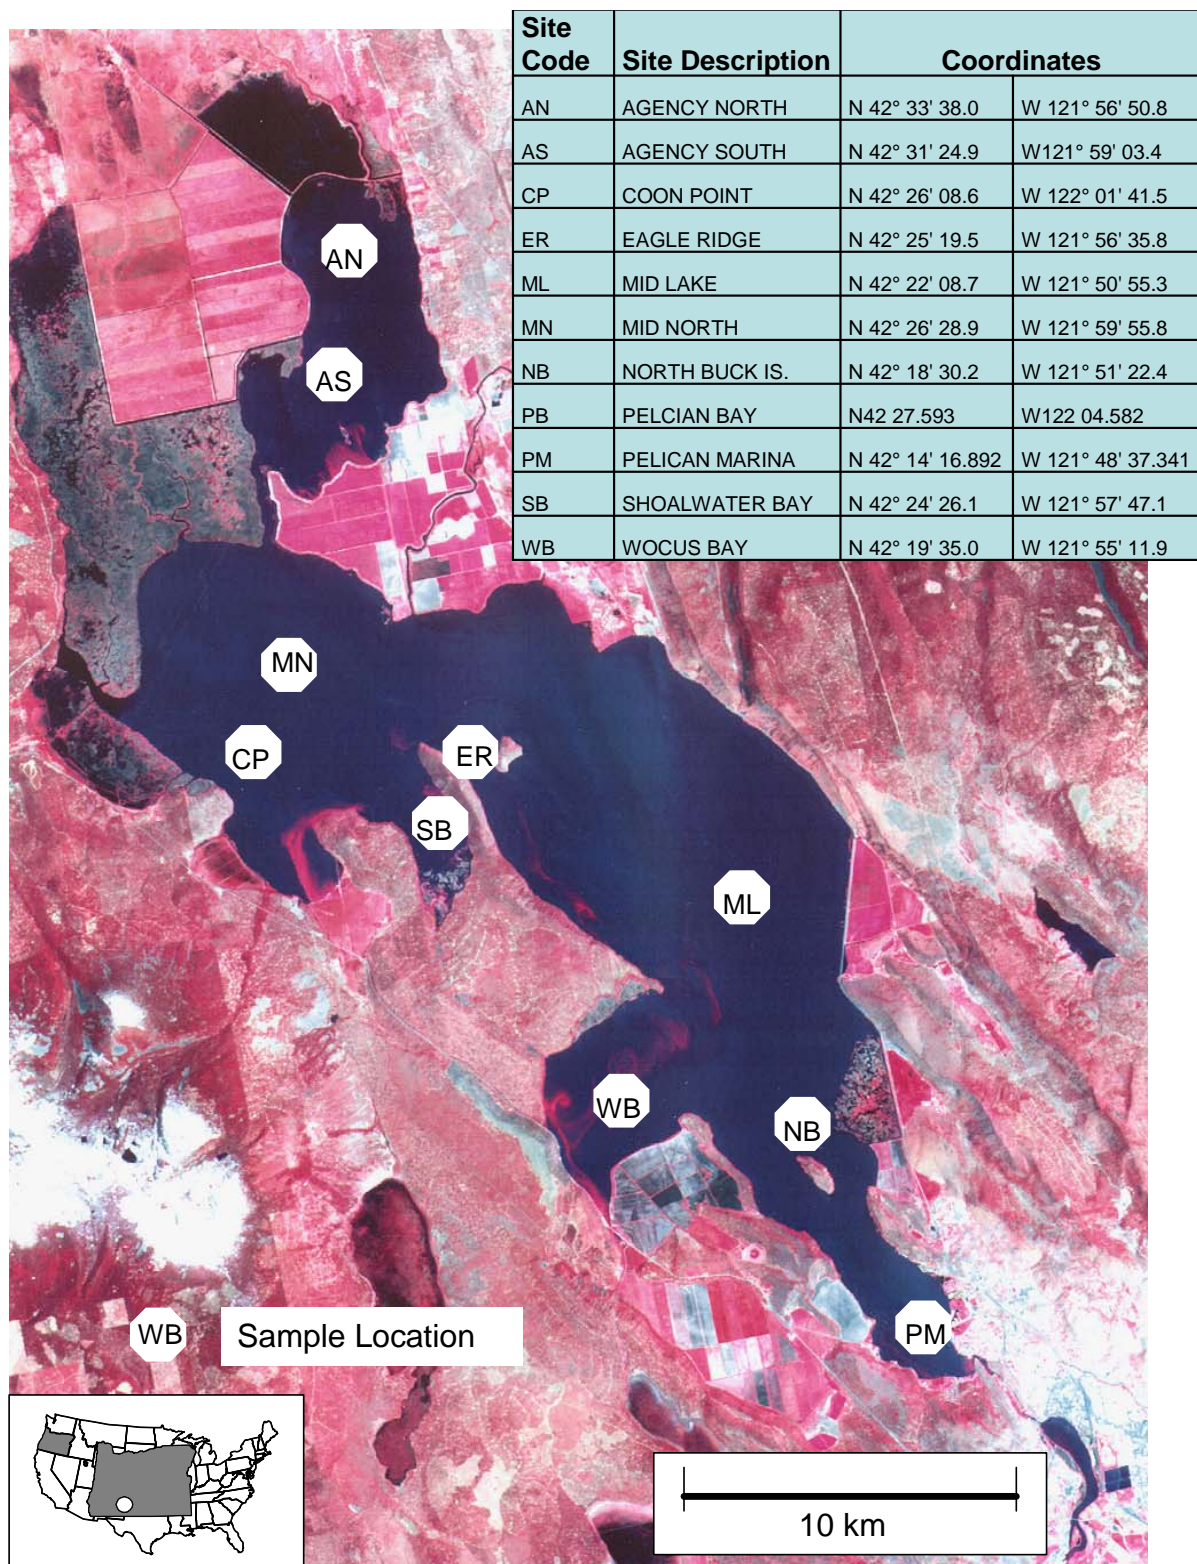 Site Code Site Description Coordinates
AN AGENCY NORTH N 42° 33' 38.0 W 121° 56' 50.8
AS AGENCY SOUTH N 42° 31' 24.9 W121° 59' 03.4
CP COON POINT N 42° 26' 08.6 W 122° 01' 41.5
ER EAGLE RIDGE N 42° 25' 19.5 W 121° 56' 35.8
ML MID LAKE N 42° 22' 08.7 W 121° 50' 55.3
MN MID NORTH N 42° 26' 28.9 W 121° 59' 55.8
NB NORTH BUCK IS. N 42° 18' 30.2 W 121° 51' 22.4
PB PELCIAN BAY N42 27.593 W122 04.582
PM PELICAN MARINA N 42° 14' 16.892 W 121° 48' 37.341
SB SHOALWATER BAY N 42° 24' 26.1 W 121° 57' 47.1
WB WOCUS BAY N 42° 19' 35.0 W 121° 55' 11.9
AN
AS
MN
CP
ER
SB
ML
WB
NB
PM
WB Sample Location
10 km